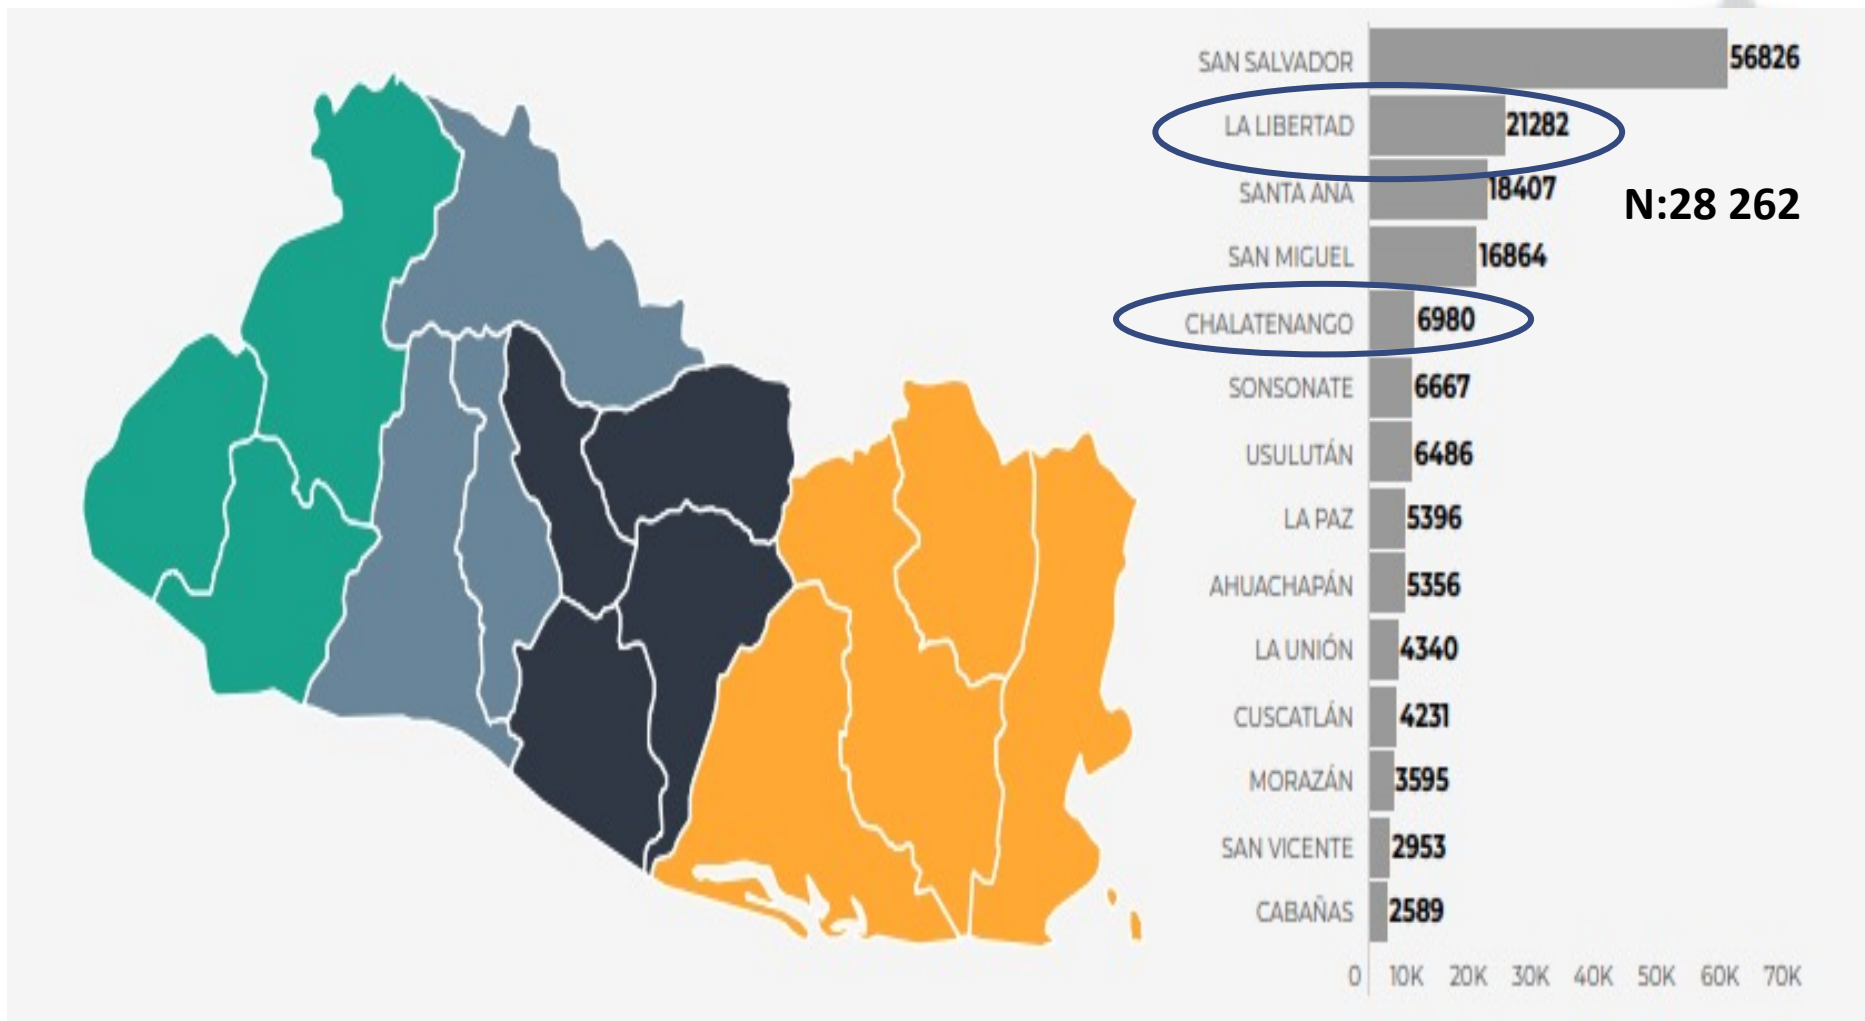 SAN SALVADOR 56826
LA LIBERTAD 21282
SANTA ANA 18407
N:28 262
SAN MIGUEL 16864
CHALATENANGO 6980
SONSONATE 6667
USULUTÁN 6486
LA PAZ 5396
AHUACHAPÁN 5356
LA UNIÓN 4340
CUSCATLÁN 4231
MORAZÁN 3595
SAN VICENTE 2953
CABAÑAS 2589
0 10K 20K 30K 40K 50K 60K 70K